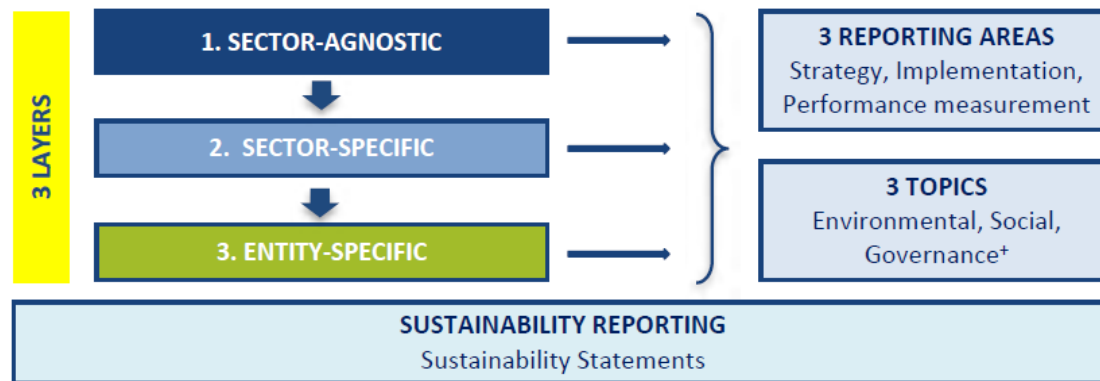 3 LAYERS
1. SECTOR-AGNOSTIC
2. SECTOR-SPECIFIC
3. ENTITY-SPECIFIC
3 REPORTING AREAS
Strategy, Implementation,
Performance measurement
3 TOPICS
Environmental, Social,
Governance⁺
SUSTAINABILITY REPORTING
Sustainability Statements